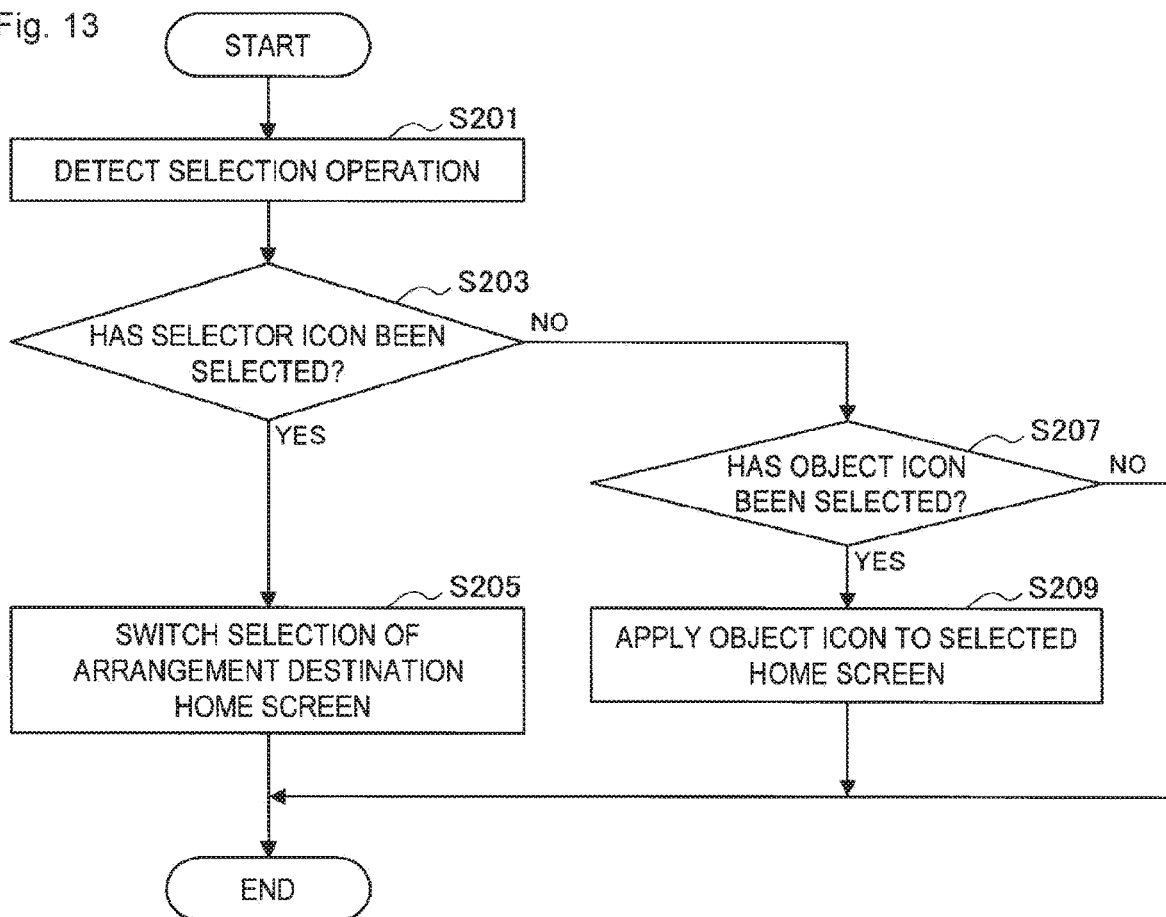 Fig. 13
START
S201
DETECT SELECTION OPERATION
S203
HAS SELECTOR ICON BEEN
SELECTED?
NO
YES
S207
HAS OBJECT ICON
BEEN SELECTED?
NO
YES
S205
SWITCH SELECTION OF
ARRANGEMENT DESTINATION
HOME SCREEN
S209
APPLY OBJECT ICON TO SELECTED
HOME SCREEN
END